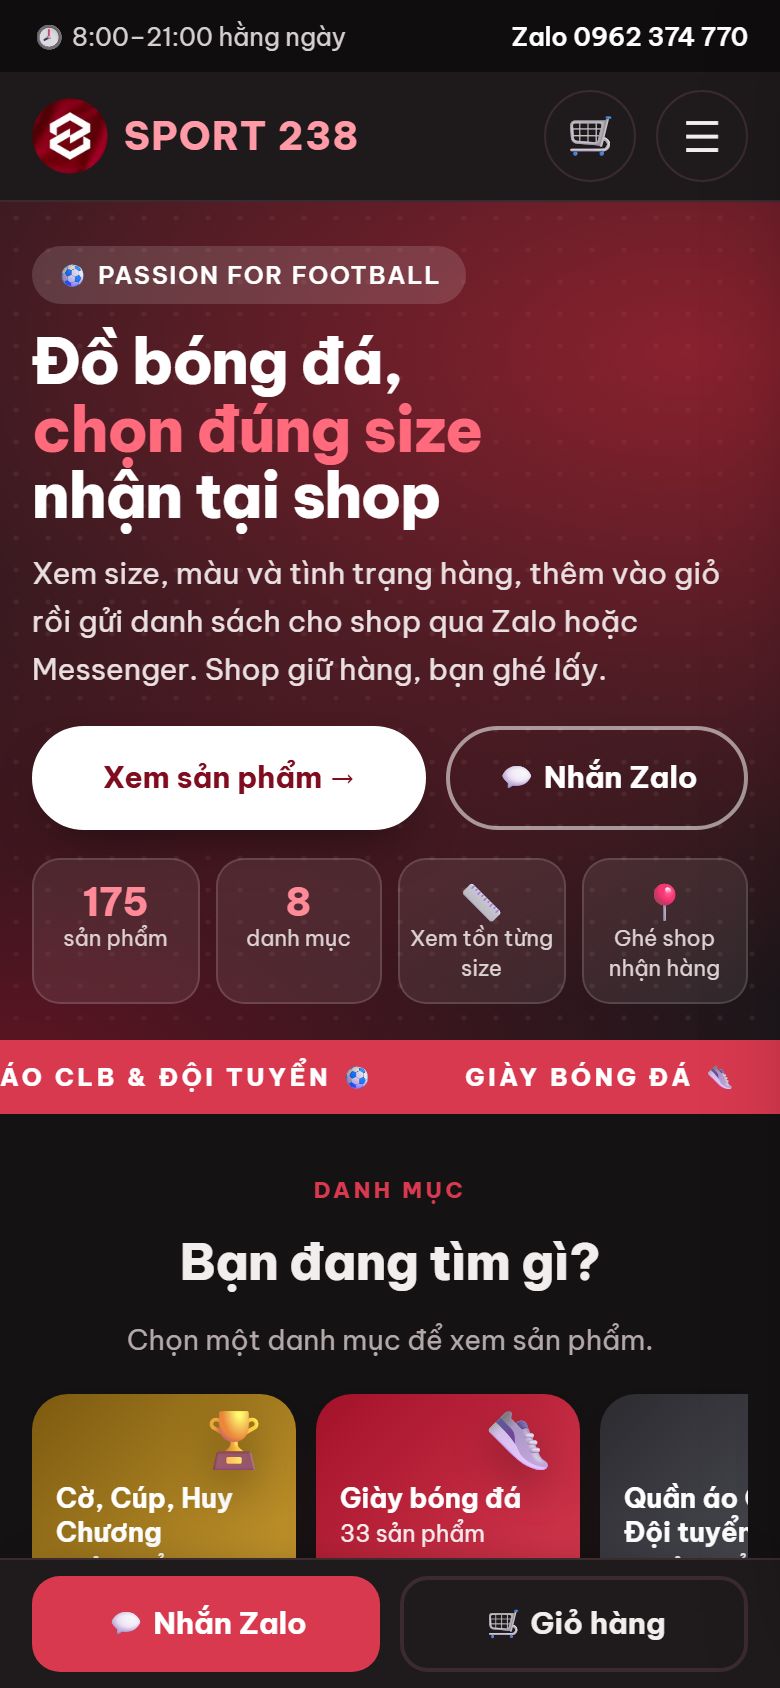 8:00–21:00 hằng ngày
Zalo 0962 374 770
SPORT 238
PASSION FOR FOOTBALL
Đồ bóng đá,
chọn đúng size
nhận tại shop
Xem size, màu và tình trạng hàng, thêm vào giỏ
rồi gửi danh sách cho shop qua Zalo hoặc
Messenger. Shop giữ hàng, bạn ghé lấy.
Xem sản phẩm →
Nhắn Zalo
175
sản phẩm
8
danh mục
Xem tồn từng
size
Ghé shop
nhận hàng
ÁO CLB & ĐỘI TUYỂN
GIÀY BÓNG ĐÁ
DANH MỤC
Bạn đang tìm gì?
Chọn một danh mục để xem sản phẩm.
Cờ, Cúp, Huy
Chương
Giày bóng đá
33 sản phẩm
Quần áo
Đội tuyển
Nhắn Zalo
Giỏ hàng